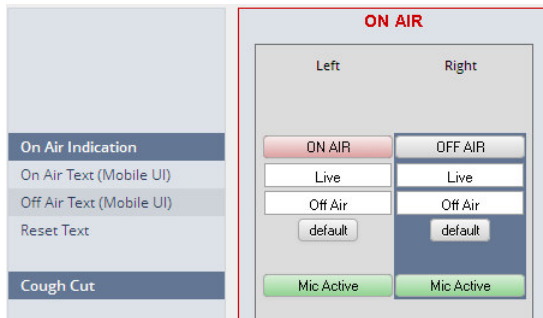 ON AIR
Left Right
On Air Indication ON AIR OFF AIR
On Air Text (Mobile UI) Live Live
Off Air Text (Mobile UI) Off Air Off Air
Reset Text default default
Cough Cut Mic Active Mic Active